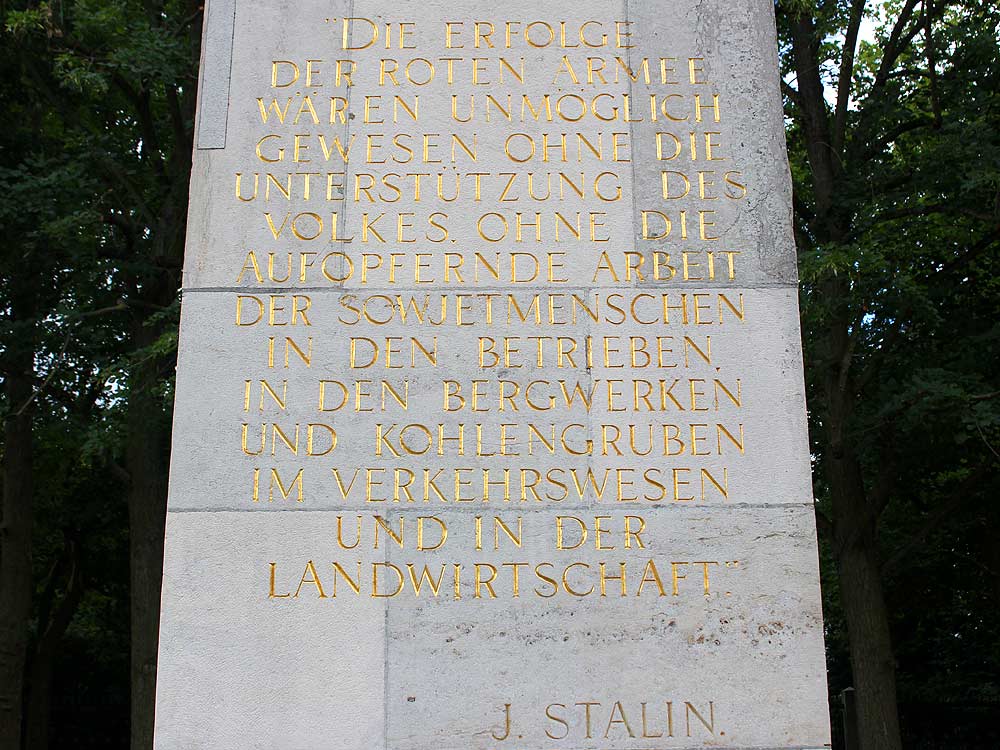 "DIE ERFOLGE
DER ROTEN ARMEE
WÄREN UNMÖGLICH
GEWESEN OHNE DIE
UNTERSTÜTZUNG DES
VOLKES. OHNE DIE
AUFOPFERNDE ARBEIT
DER SOWJETMENSCHEN
IN DEN BETRIEBEN,
IN DEN BERGWERKEN
UND KOHLENGRUBEN
IM VERKEHRSWESEN
UND IN DER
LANDWIRTSCHAFT."
J. STALIN.